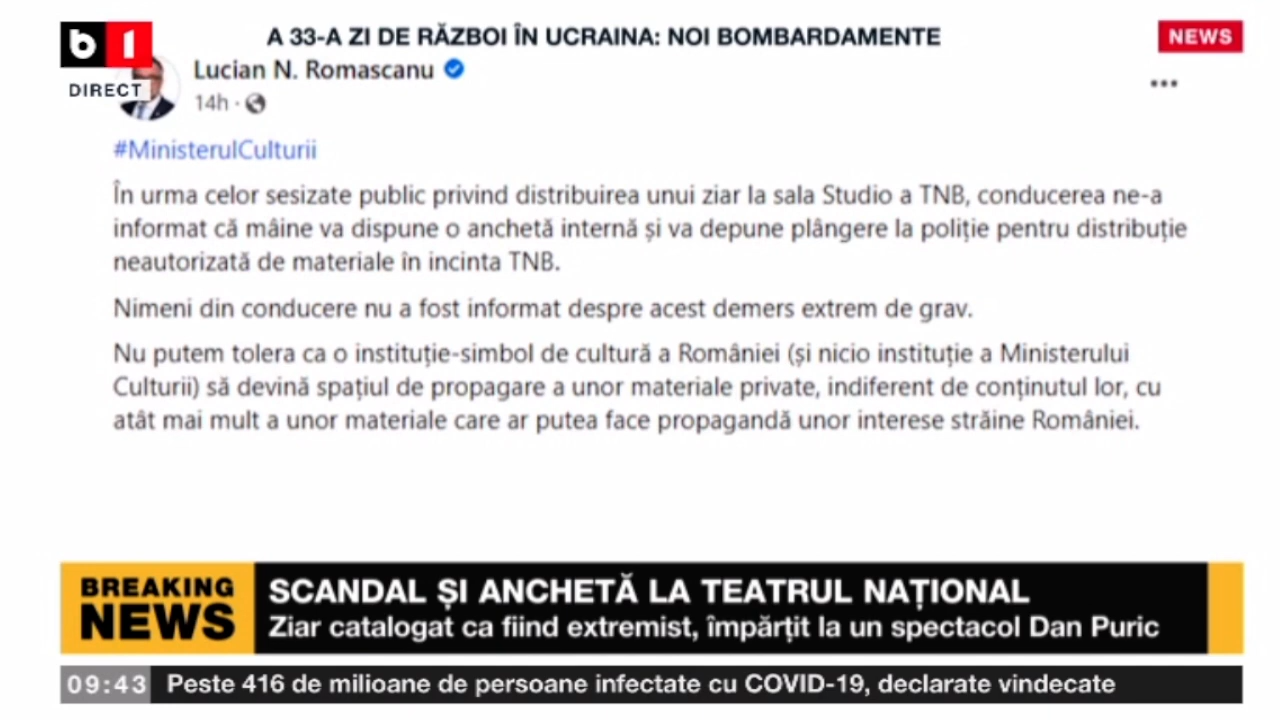 b 1
A 33-A ZI DE RĂZBOI ÎN UCRAINA: NOI BOMBARDAMENTE
NEWS
DIRECT
Lucian N. Romascanu
14h ·
#MinisterulCulturii
În urma celor sesizate public privind distribuirea unui ziar la sala Studio a TNB, conducerea ne-a
informat că mâine va dispune o anchetă internă și va depune plângere la poliție pentru distribuție
neautorizată de materiale în incinta TNB.
Nimeni din conducere nu a fost informat despre acest demers extrem de grav.
Nu putem tolera ca o instituție-simbol de cultură a României (și nicio instituție a Ministerului
Culturii) să devină spațiul de propagare a unor materiale private, indiferent de conținutul lor, cu
atât mai mult a unor materiale care ar putea face propagandă unor interese străine României.
BREAKING
NEWS
SCANDAL ȘI ANCHETĂ LA TEATRUL NAȚIONAL
Ziar catalogat ca fiind extremist, împărțit la un spectacol Dan Puric
09:43 Peste 416 de milioane de persoane infectate cu COVID-19, declarate vindecate